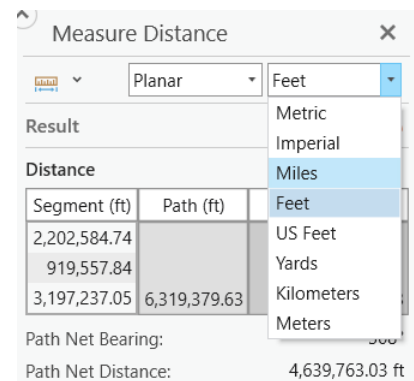 Measure Distance
Planar Feet
Result
Metric
Imperial
Distance
Miles
Segment (ft) Path (ft)
Feet
2,202,584.74
US Feet
919,557.84
Yards
3,197,237.05 6,319,379.63
Kilometers
Meters
Path Net Bearing:
Path Net Distance: 4,639,763.03 ft